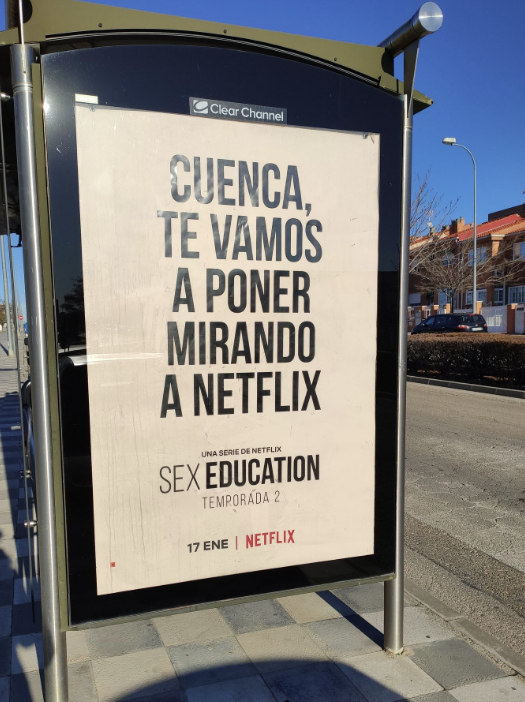 Clear Channel
CUENCA,
TE VAMOS
A PONER
MIRANDO
A NETFLIX
UNA SERIE DE NETFLIX
SEX EDUCATION
TEMPORADA 2
17 ENE | NETFLIX